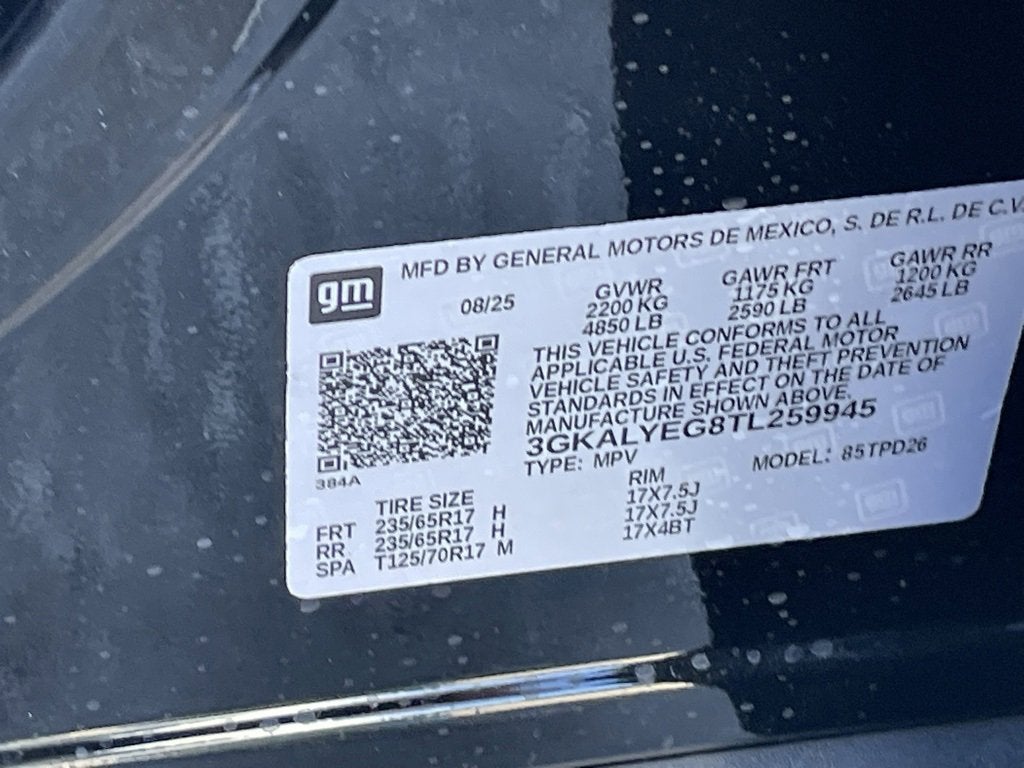 gm
MFD BY GENERAL MOTORS DE MEXICO, S. DE R.L. DE C.V.
08/25
GVWR GAWR FRT GAWR RR
2200 KG 1175 KG 1200 KG
4850 LB 2590 LB 2645 LB
THIS VEHICLE CONFORMS TO ALL
APPLICABLE U.S. FEDERAL MOTOR
VEHICLE SAFETY AND THEFT PREVENTION
STANDARDS IN EFFECT ON THE DATE OF
MANUFACTURE SHOWN ABOVE.
3GKALYEG8TL259945
TYPE: MPV MODEL: 85TPD26
384A
TIRE SIZE RIM
FRT 235/65R17 H 17X7.5J
RR 235/65R17 H 17X7.5J
SPA T125/70R17 M 17X4BT